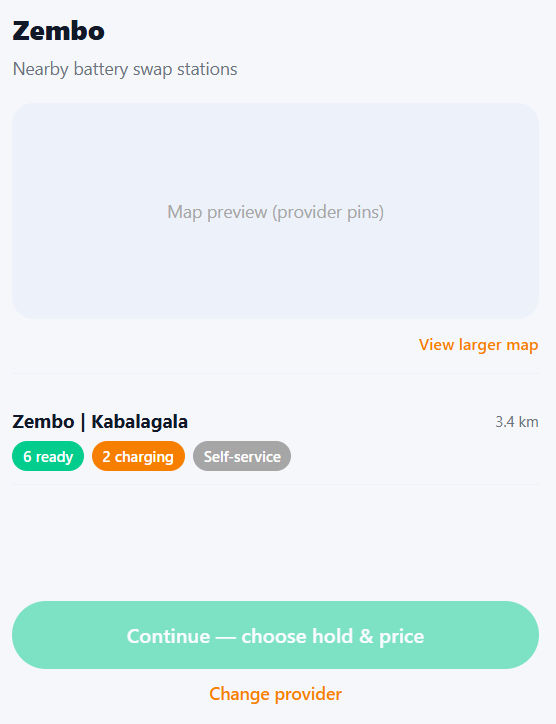 Zembo
Nearby battery swap stations
Map preview (provider pins)
View larger map
Zembo | Kabalagala
3.4 km
6 ready
2 charging
Self-service
Continue — choose hold & price
Change provider